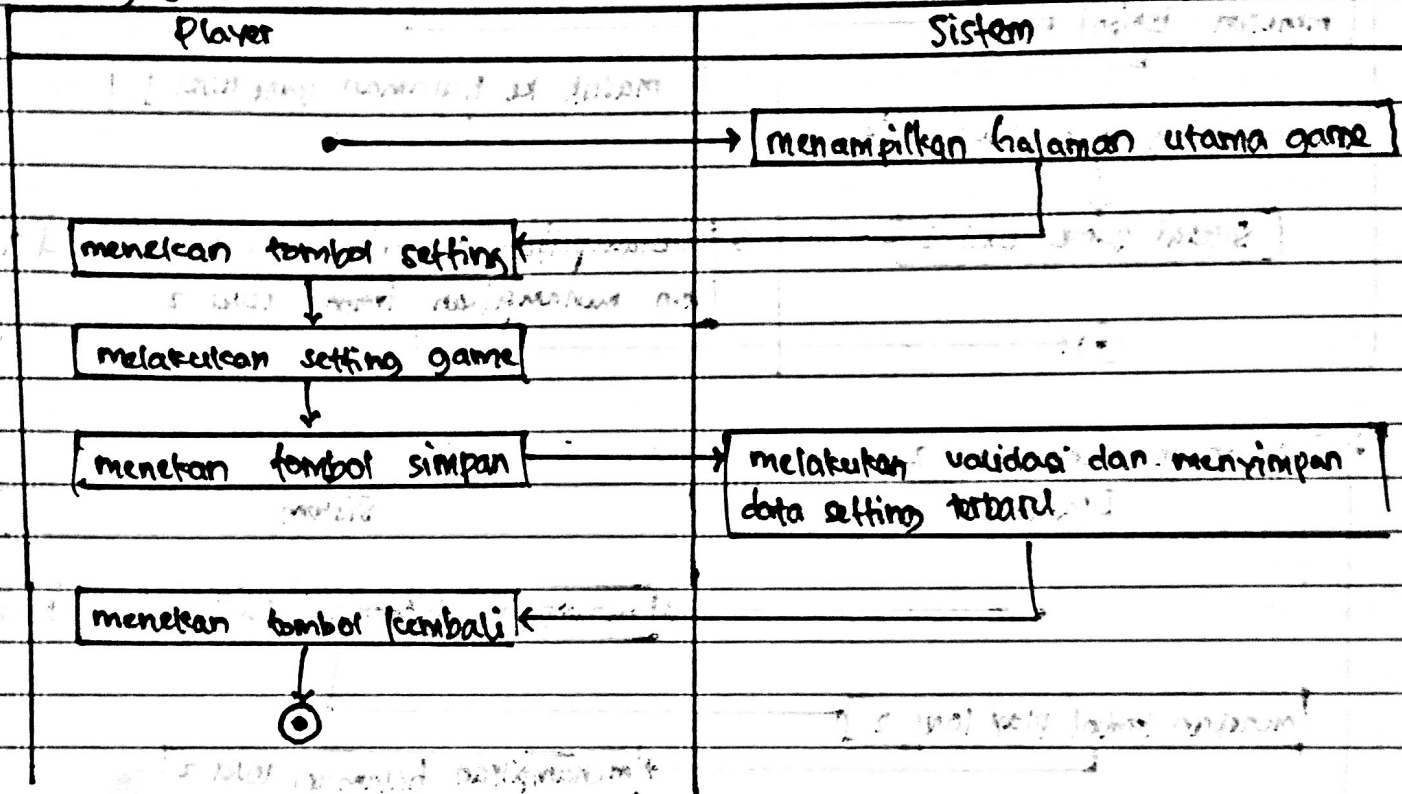 Player
Sistem
menampilkan halaman utama game
menekan tombol setting
melakukan setting game
menekan tombol simpan
melakukan validasi dan menyimpan
data setting terbaru
menekan tombol kembali